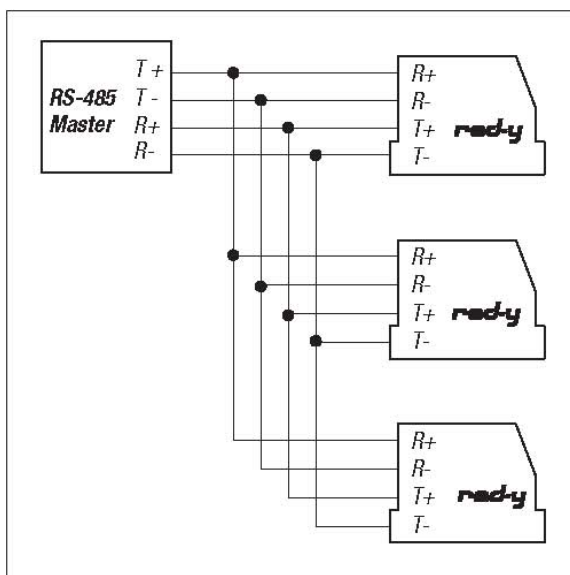 RS-485
Master
T+
T-
R+
R-
R+
R-
T+
T-
red-y
R+
R-
T+
T-
red-y
R+
R-
T+
T-
red-y